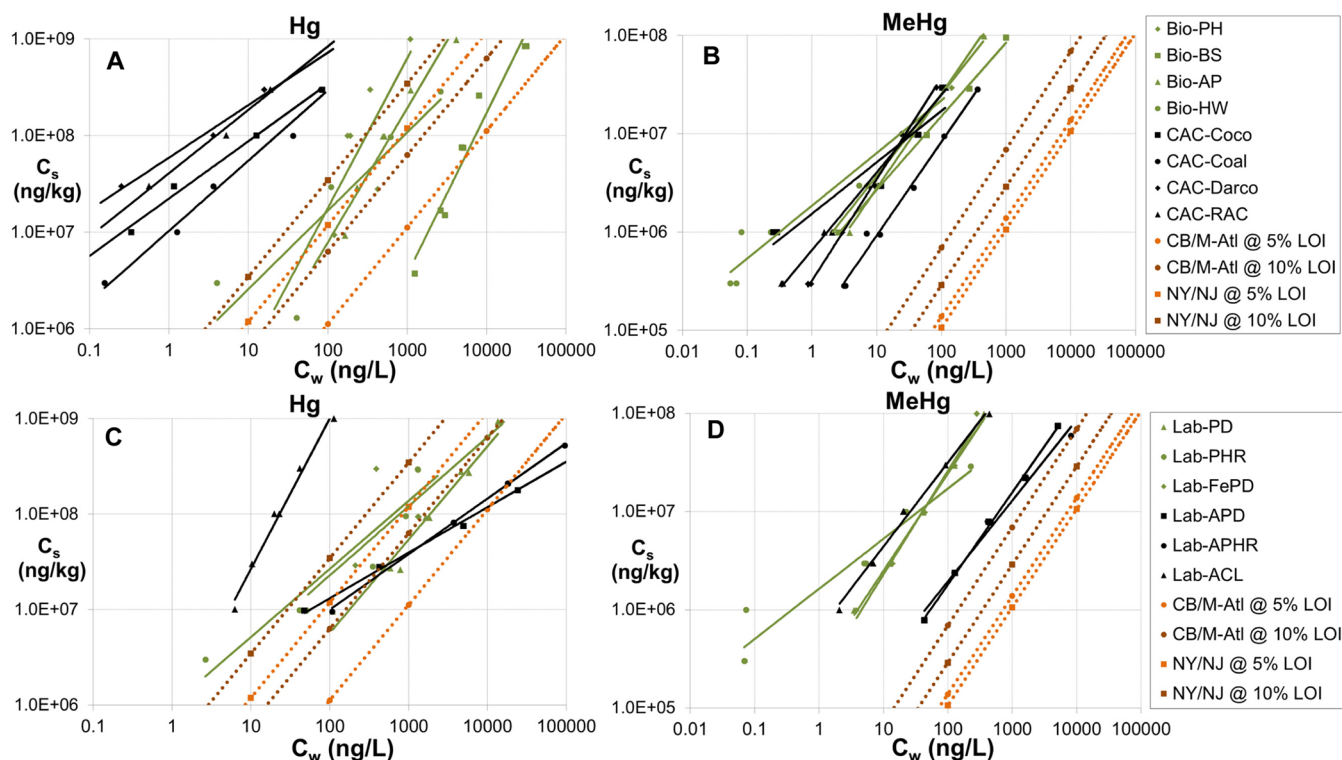 Hg
MeHg
A
B
1.0E+09
1.0E+08
1.0E+07
1.0E+06
Cs
(ng/kg)
0.1
1
10
100
1000
10000
100000
Cw (ng/L)
1.0E+08
1.0E+07
1.0E+06
1.0E+05
0.01
0.1
1
10
100
1000
10000
100000
Cw (ng/L)
Bio-PH
Bio-BS
Bio-AP
Bio-HW
CAC-Coco
CAC-Coal
CAC-Darco
CAC-RAC
CB/M-Atl @ 5% LOI
CB/M-Atl @ 10% LOI
NY/NJ @ 5% LOI
NY/NJ @ 10% LOI
Hg
MeHg
C
D
1.0E+09
1.0E+08
1.0E+07
1.0E+06
Cs
(ng/kg)
0.1
1
10
100
1000
10000
100000
Cw (ng/L)
1.0E+08
1.0E+07
1.0E+06
1.0E+05
Cs
(ng/kg)
0.01
0.1
1
10
100
1000
10000
100000
Cw (ng/L)
Lab-PD
Lab-PHR
Lab-FePD
Lab-APD
Lab-APHR
Lab-ACL
CB/M-Atl @ 5% LOI
CB/M-Atl @ 10% LOI
NY/NJ @ 5% LOI
NY/NJ @ 10% LOI